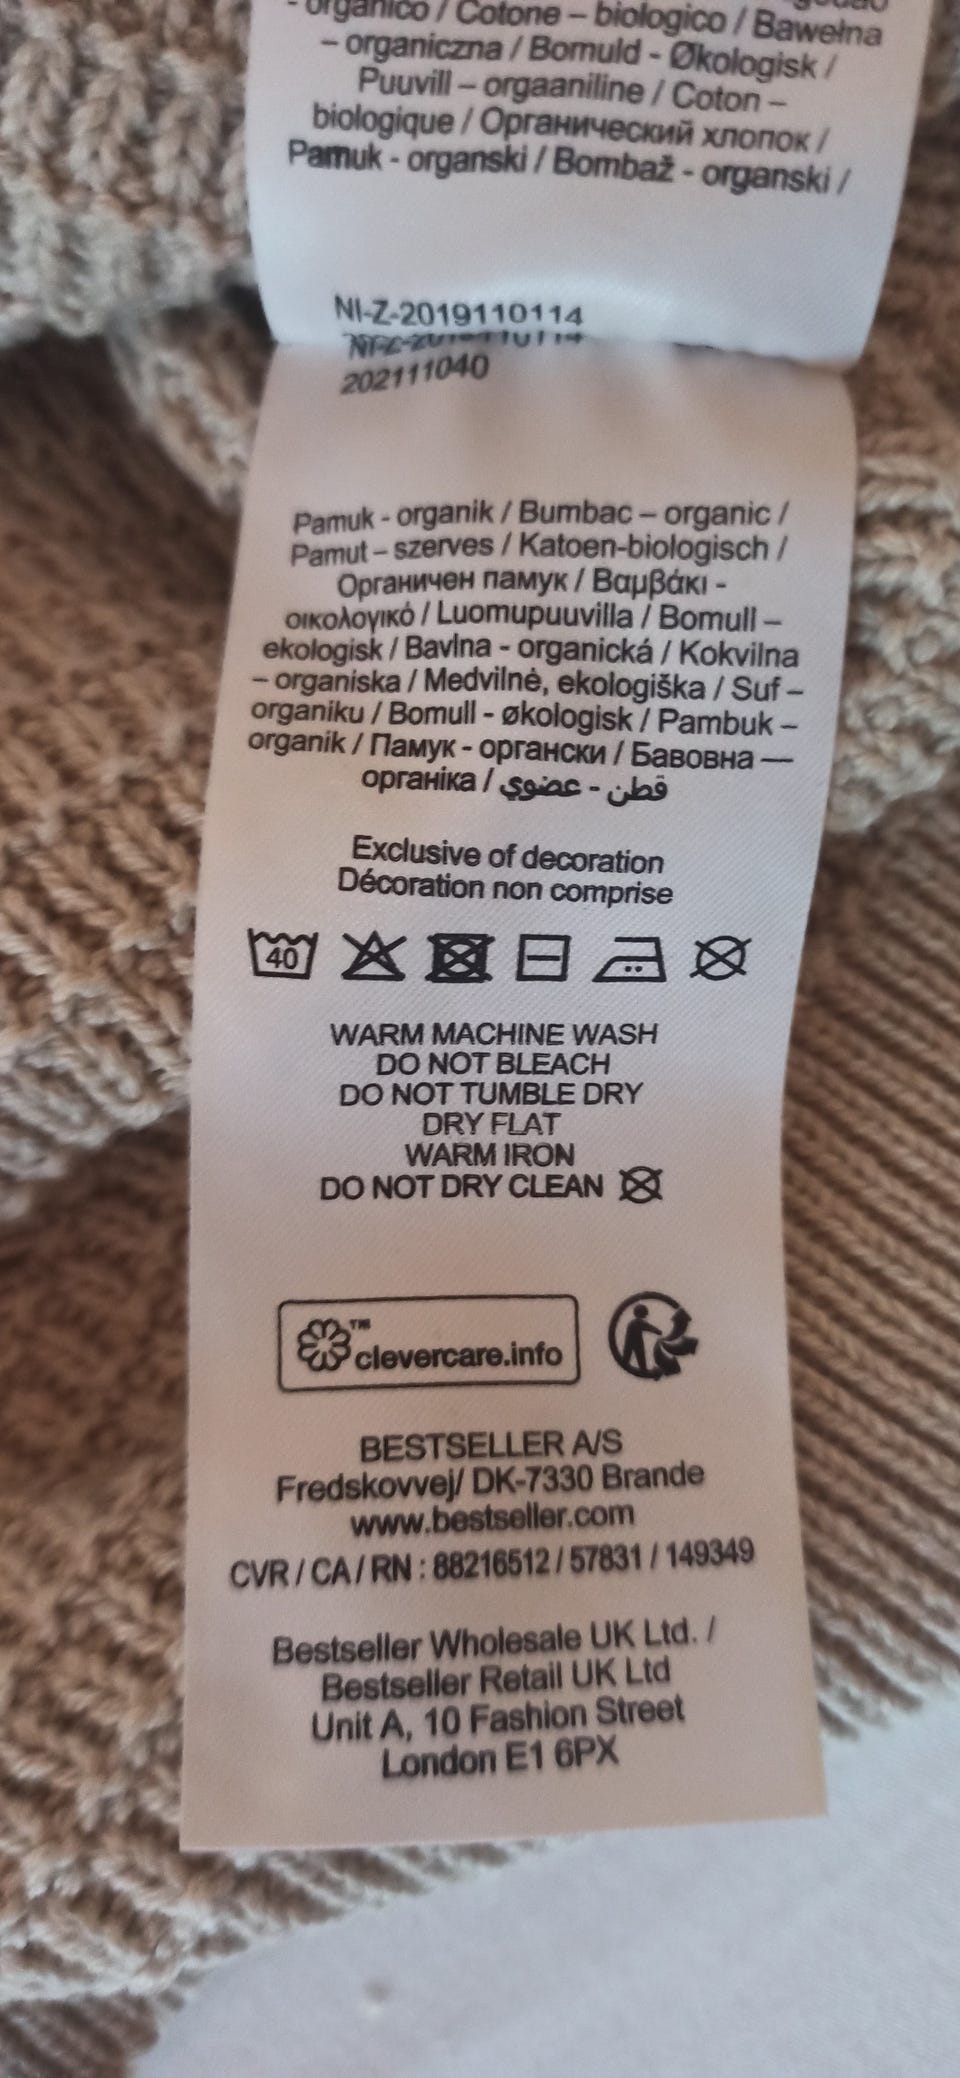 - orgánico / Cotone – biologico / Bawełna
– organiczna / Bomuld - Økologisk /
Puuvill – orgaaniline / Coton –
biologique / Органический хлопок /
Pamuk - organski / Bombaž - organski /
NI-Z-2019110114
202111040
Pamuk - organik / Bumbac – organic /
Pamut – szerves / Katoen-biologisch /
Органичен памук / Βαμβάκι -
οικολογικό / Luomupuuvilla / Bomull –
ekologisk / Bavlna - organická / Kokvilna
– organiska / Medvilnė, ekologiška / Suf –
organiku / Bomull - økologisk / Pambuk –
organik / Памук - органски / Бавовна —
органіка / قطن - عضوي
Exclusive of decoration
Décoration non comprise
40
WARM MACHINE WASH
DO NOT BLEACH
DO NOT TUMBLE DRY
DRY FLAT
WARM IRON
DO NOT DRY CLEAN
™
clevercare.info
BESTSELLER A/S
Fredskovvej/ DK-7330 Brande
www.bestseller.com
CVR / CA / RN : 88216512 / 57831 / 149349
Bestseller Wholesale UK Ltd. /
Bestseller Retail UK Ltd
Unit A, 10 Fashion Street
London E1 6PX